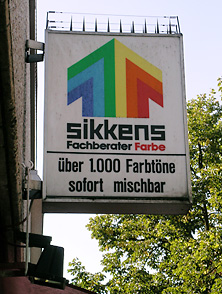 sikkens
Fachberater Farbe
über 1.000 Farbtöne
sofort mischbar